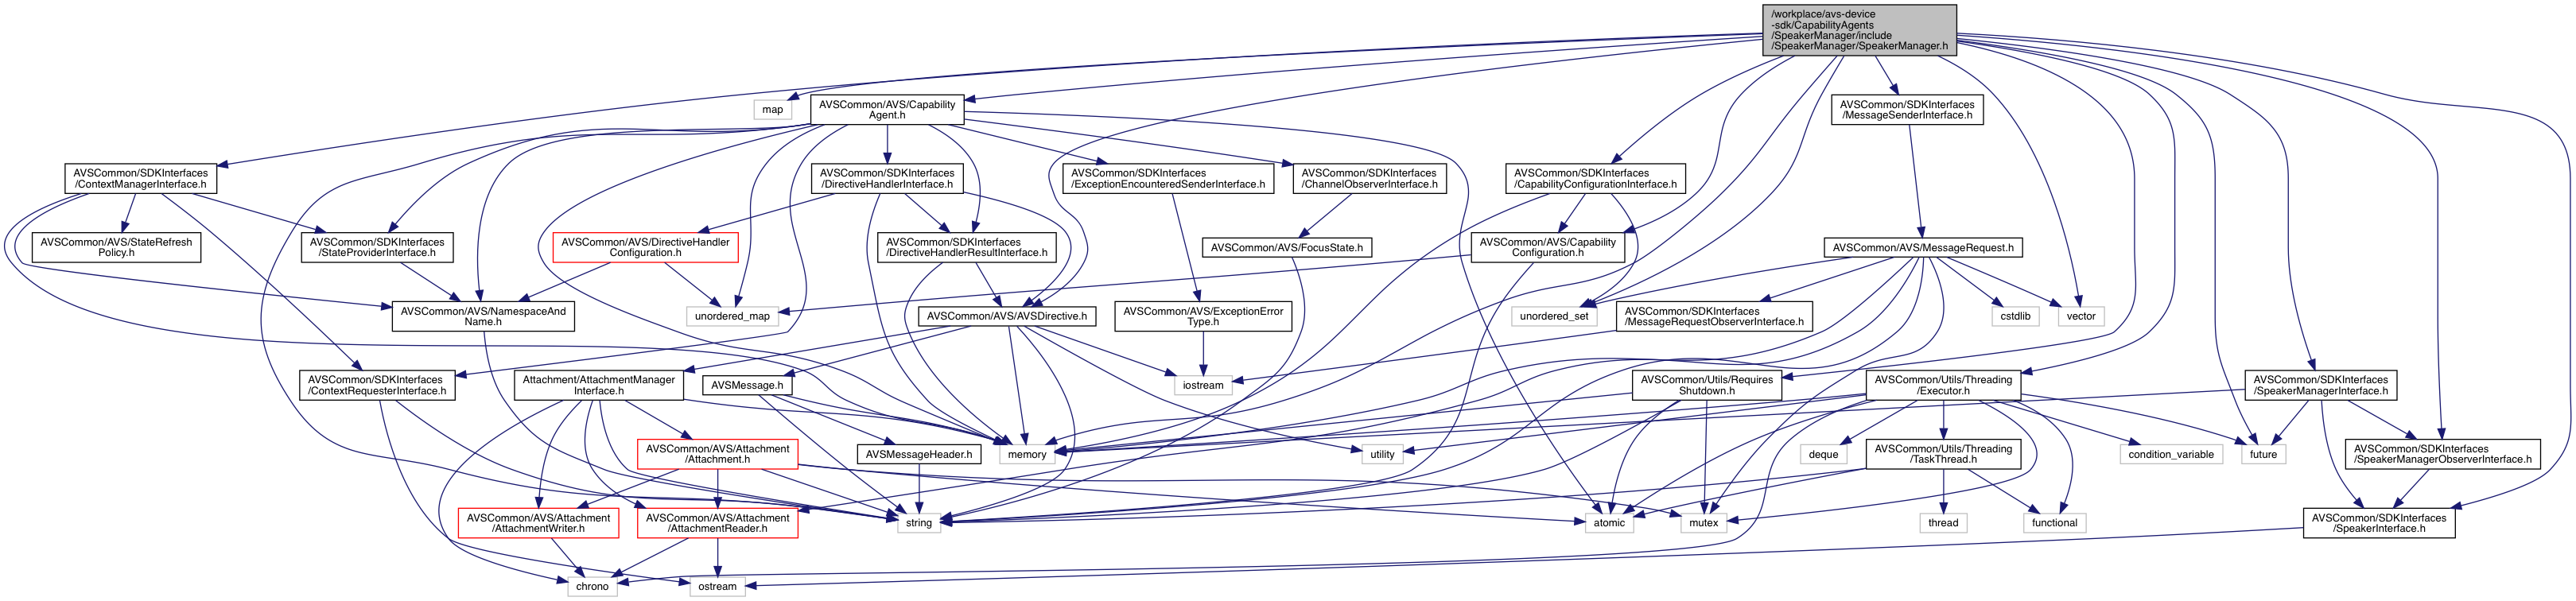 /workplace/avs-device
-sdk/CapabilityAgents
/SpeakerManager/include
/SpeakerManager/SpeakerManager.h
map
AVSCommon/AVS/Capability
Agent.h
AVSCommon/SDKInterfaces
/MessageSenderInterface.h
AVSCommon/SDKInterfaces
/ContextManagerInterface.h
AVSCommon/SDKInterfaces
/DirectiveHandlerInterface.h
AVSCommon/SDKInterfaces
/ExceptionEncounteredSenderInterface.h
AVSCommon/SDKInterfaces
/ChannelObserverInterface.h
AVSCommon/SDKInterfaces
/CapabilityConfigurationInterface.h
AVSCommon/AVS/StateRefresh
Policy.h
AVSCommon/SDKInterfaces
/StateProviderInterface.h
AVSCommon/AVS/DirectiveHandler
Configuration.h
AVSCommon/SDKInterfaces
/DirectiveHandlerResultInterface.h
AVSCommon/AVS/FocusState.h
AVSCommon/AVS/Capability
Configuration.h
AVSCommon/AVS/MessageRequest.h
AVSCommon/AVS/NamespaceAnd
Name.h
unordered_map
AVSCommon/AVS/AVSDirective.h
AVSCommon/AVS/ExceptionError
Type.h
unordered_set
AVSCommon/SDKInterfaces
/MessageRequestObserverInterface.h
cstdlib
vector
AVSCommon/SDKInterfaces
/ContextRequesterInterface.h
Attachment/AttachmentManager
Interface.h
AVSMessage.h
iostream
AVSCommon/Utils/Requires
Shutdown.h
AVSCommon/Utils/Threading
/Executor.h
AVSCommon/SDKInterfaces
/SpeakerManagerInterface.h
AVSCommon/AVS/Attachment
/Attachment.h
AVSMessageHeader.h
memory
utility
deque
AVSCommon/Utils/Threading
/TaskThread.h
condition_variable
future
AVSCommon/SDKInterfaces
/SpeakerManagerObserverInterface.h
AVSCommon/AVS/Attachment
/AttachmentWriter.h
AVSCommon/AVS/Attachment
/AttachmentReader.h
string
atomic
mutex
thread
functional
AVSCommon/SDKInterfaces
/SpeakerInterface.h
chrono
ostream